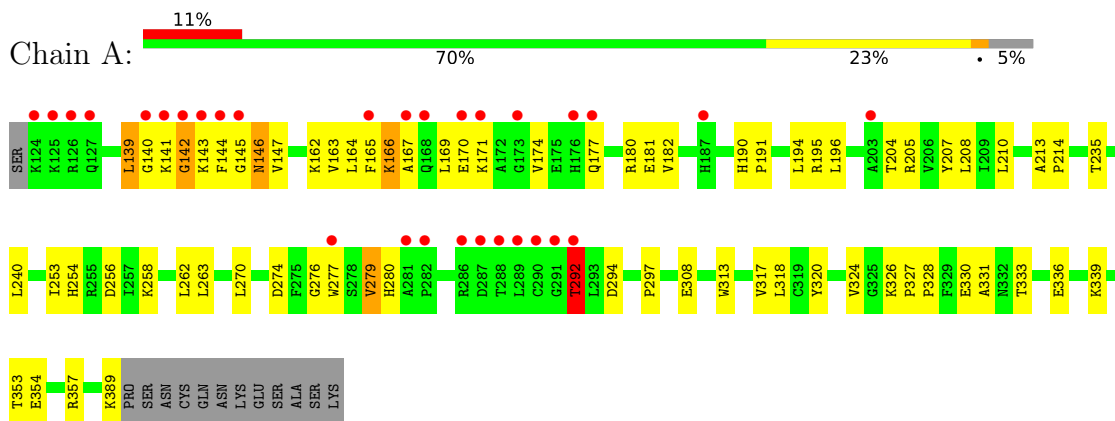 11%
Chain A:
70% 23% • 5%
SER K124 K125 R126 Q127 L139 G140 K141 G142 K143 F144 G145 N146 V147 K162 V163 L164 F165 K166 A167 Q168 L169 E170 K171 A172 G173 V174 E175 H176 Q177 R180 E181 V182 H187 H190 P191 L194 R195 L196 A203 T204 R205 V206 Y207 L208 I209 L210 A213 P214 T235
L240 I253 H254 R255 D256 I257 K258 L262 L263 L270 D274 F275 G276 W277 S278 V279 H280 A281 P282 R286 D287 T288 L289 C290 G291 T292 L293 D294 P297 E308 W313 V317 L318 C319 Y320 V324 G325 K326 P327 P328 F329 E330 A331 N332 T333 E336 K339
T353 E354 R357 K389 PRO SER ASN CYS GLN ASN LYS GLU SER ALA SER LYS